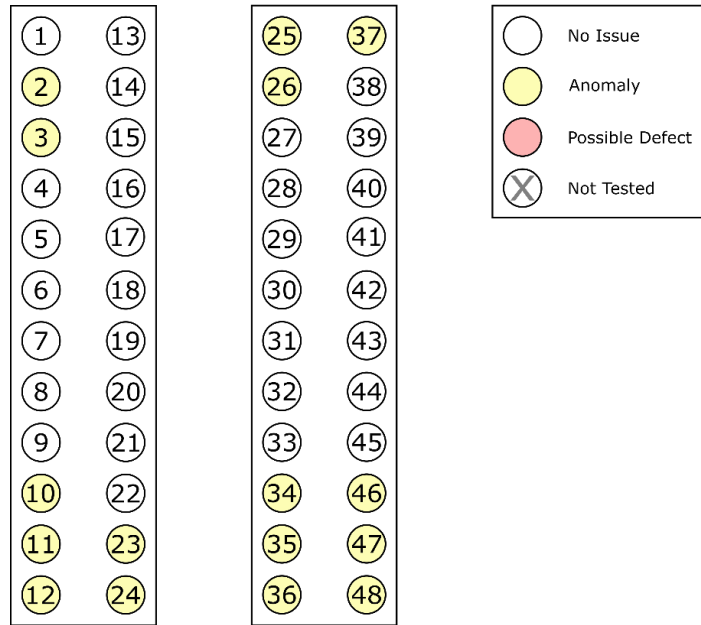 1 13 25 37 No Issue
2 14 26 38 Anomaly
3 15 27 39 Possible Defect
4 16 28 40 X Not Tested
5 17 29 41
6 18 30 42
7 19 31 43
8 20 32 44
9 21 33 45
10 22 34 46
11 23 35 47
12 24 36 48